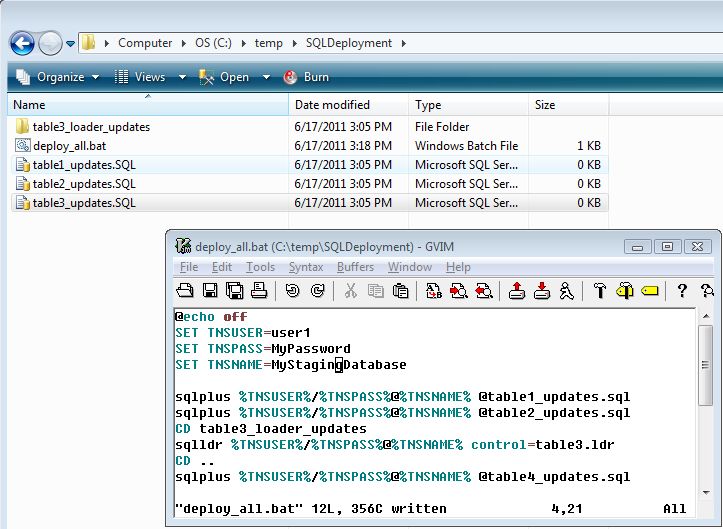 Computer OS (C:) temp SQLDeployment
Organize Views Open Burn
Name Date modified Type Size
table3_loader_updates 6/17/2011 3:05 PM File Folder
deploy_all.bat 6/17/2011 3:18 PM Windows Batch File 1 KB
table1_updates.SQL 6/17/2011 3:05 PM Microsoft SQL Ser... 0 KB
table2_updates.SQL 6/17/2011 3:05 PM Microsoft SQL Ser... 0 KB
table3_updates.SQL 6/17/2011 3:05 PM Microsoft SQL Ser... 0 KB
deploy_all.bat (C:\temp\SQLDeployment) - GVIM
File Edit Tools Syntax Buffers Window Help
@echo off
SET TNSUSER=user1
SET TNSPASS=MyPassword
SET TNSNAME=MyStagingDatabase
sqlplus %TNSUSER%/%TNSPASS%@%TNSNAME% @table1_updates.sql
sqlplus %TNSUSER%/%TNSPASS%@%TNSNAME% @table2_updates.sql
CD table3_loader_updates
sqlldr %TNSUSER%/%TNSPASS%@%TNSNAME% control=table3.ldr
CD ..
sqlplus %TNSUSER%/%TNSPASS%@%TNSNAME% @table4_updates.sql
"deploy_all.bat" 12L, 356C written 4,21 All